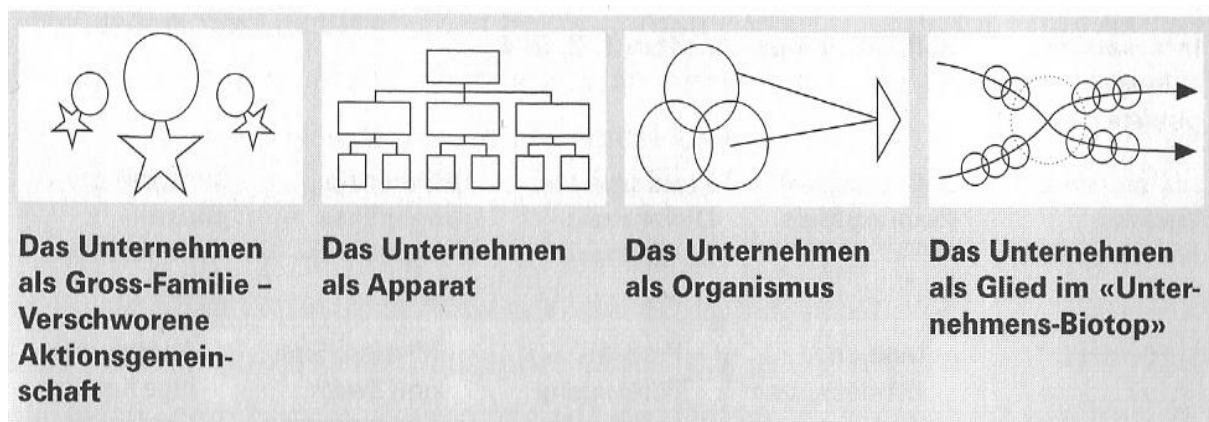 Das Unternehmen
als Gross-Familie –
Verschworene
Aktionsgemein-
schaft
Das Unternehmen
als Apparat
Das Unternehmen
als Organismus
Das Unternehmen
als Glied im «Unter-
nehmens-Biotop»